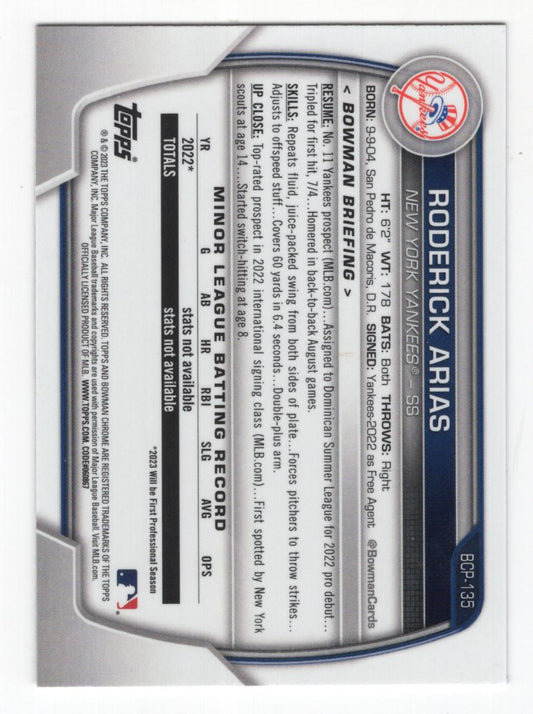 BCP-135
RODERICK ARIAS
NEW YORK YANKEES® – SS
HT: 6'2" WT: 178 BATS: Both THROWS: Right
BORN: 9-9-04, San Pedro de Macoris, D.R. SIGNED: Yankees-2022 as Free Agent @BowmanCards
< BOWMAN BRIEFING >
RESUME: No. 11 Yankees prospect (MLB.com)...Assigned to Dominican Summer League for 2022 pro debut...
Tripled for first hit, 7/4...Homered in back-to-back August games.
SKILLS: Repeats fluid, juice-packed swing from both sides of plate...Forces pitchers to throw strikes...
Adjusts to offspeed stuff...Covers 60 yards in 6.4 seconds...Double-plus arm.
UP CLOSE: Top-rated prospect in 2022 international signing class (MLB.com)...First spotted by New York
scouts at age 14....Started switch-hitting at age 8.
MINOR LEAGUE BATTING RECORD
YR G AB HR RBI SLG AVG OPS
2022* stats not available
TOTALS stats not available
*2023 Will be First Professional Season
topps®
® & © 2023 THE TOPPS COMPANY, INC. ALL RIGHTS RESERVED. TOPPS AND BOWMAN CHROME ARE REGISTERED TRADEMARKS OF THE TOPPS
COMPANY, INC. Major League Baseball trademarks and copyrights are used with permission of Major League Baseball. Visit MLB.com.
OFFICIALLY LICENSED PRODUCT OF MLB. WWW.TOPPS.COM. CODE#060867
Yankees